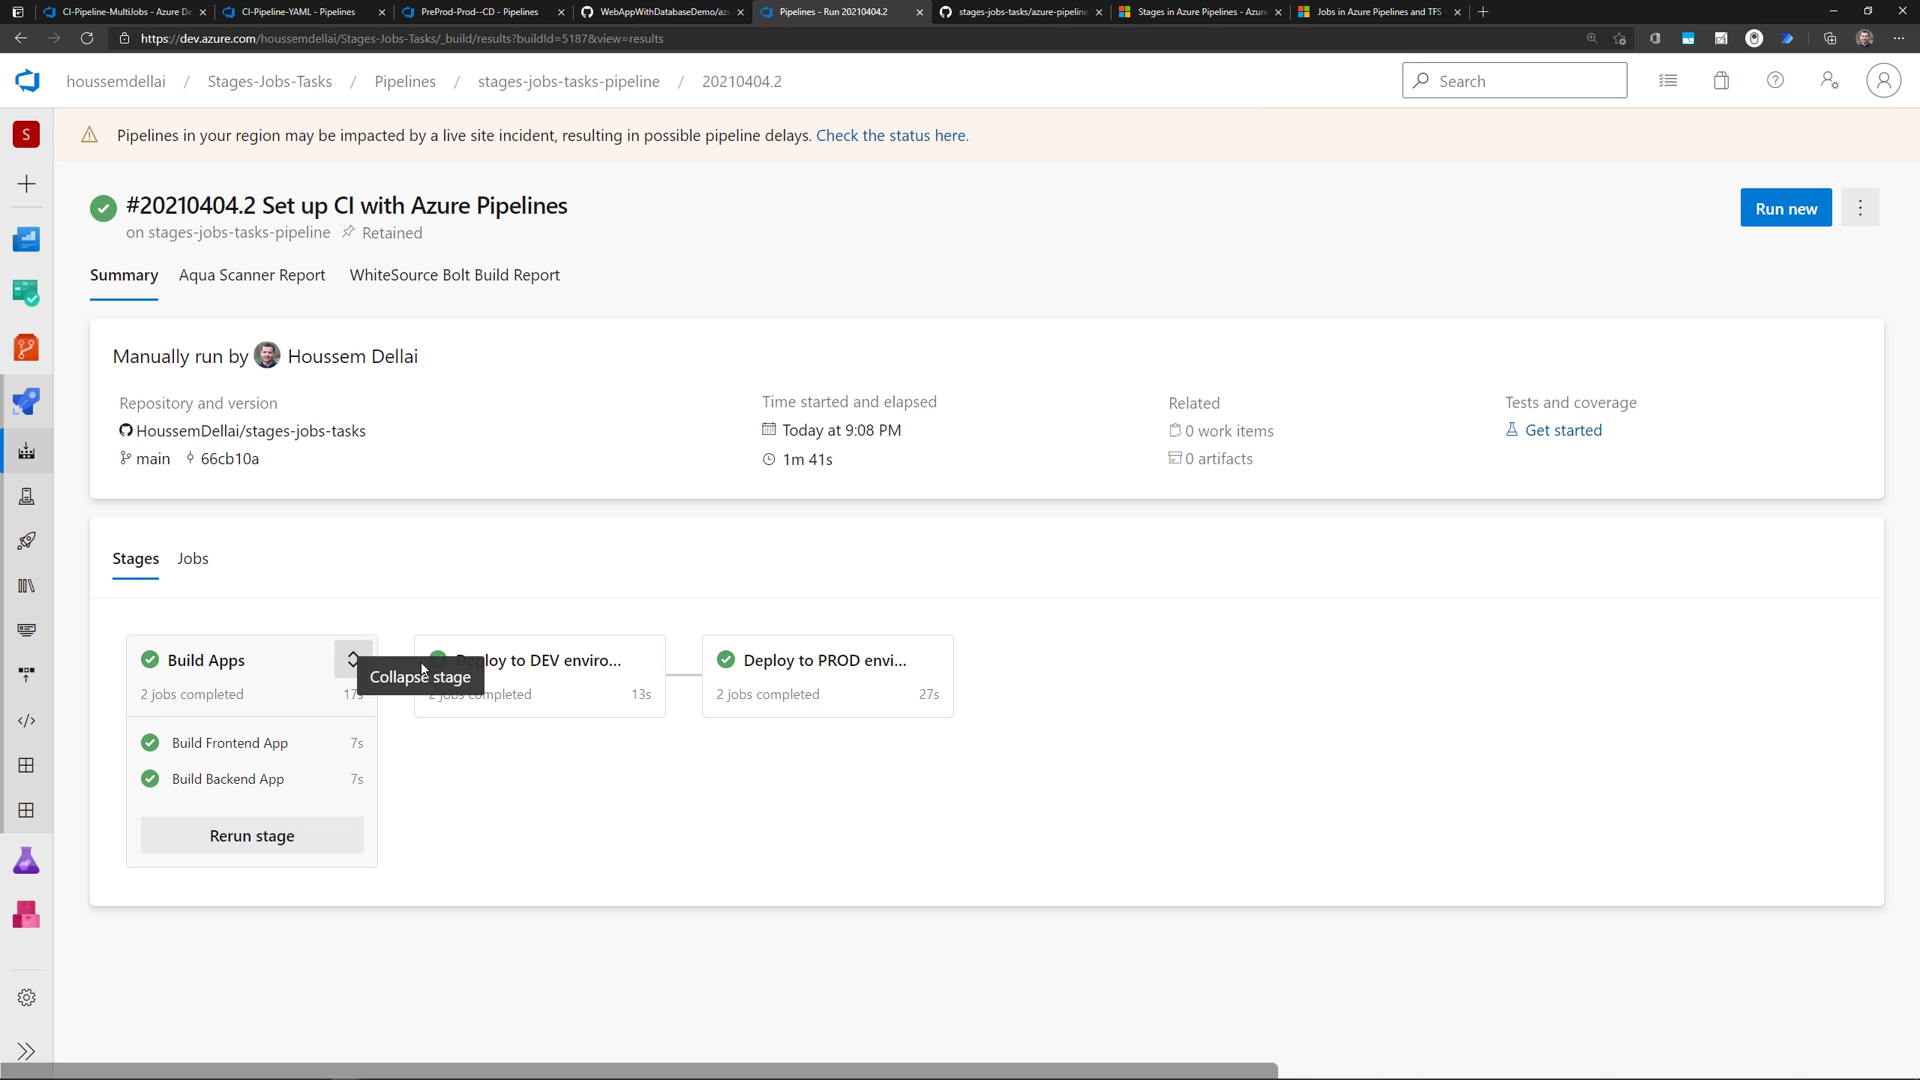 CI-Pipeline-MultiJobs - Azure De
CI-Pipeline-YAML - Pipelines
PreProd-Prod--CD - Pipelines
WebAppWithDatabaseDemo/az
Pipelines - Run 20210404.2
stages-jobs-tasks/azure-pipeline
Stages in Azure Pipelines - Azure
Jobs in Azure Pipelines and TFS -
https://dev.azure.com/houssemdellai/Stages-Jobs-Tasks/_build/results?buildId=5187&view=results
houssemdellai / Stages-Jobs-Tasks / Pipelines / stages-jobs-tasks-pipeline / 20210404.2
Search
S
Pipelines in your region may be impacted by a live site incident, resulting in possible pipeline delays. Check the status here.
#20210404.2 Set up CI with Azure Pipelines
on stages-jobs-tasks-pipeline Retained
Run new
Summary Aqua Scanner Report WhiteSource Bolt Build Report
Manually run by Houssem Dellai
Repository and version
HoussemDellai/stages-jobs-tasks
main 66cb10a
Time started and elapsed
Today at 9:08 PM
1m 41s
Related
0 work items
0 artifacts
Tests and coverage
Get started
Stages Jobs
Build Apps
2 jobs completed
Collapse stage
Build Frontend App 7s
Build Backend App 7s
Rerun stage
Deploy to DEV enviro...
2 jobs completed 13s
Deploy to PROD envi...
2 jobs completed 27s